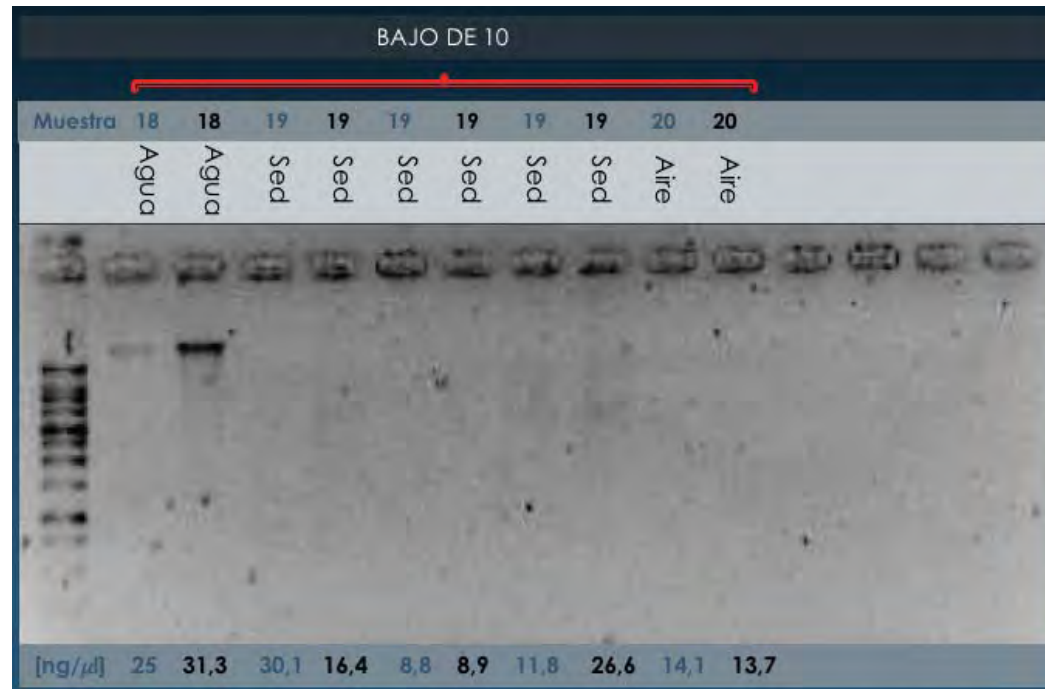 BAJO DE 10
Muestra 18 18 19 19 19 19 19 19 20 20
Agua Agua Sed Sed Sed Sed Sed Sed Aire Aire
[ng/µl] 25 31,3 30,1 16,4 8,8 8,9 11,8 26,6 14,1 13,7